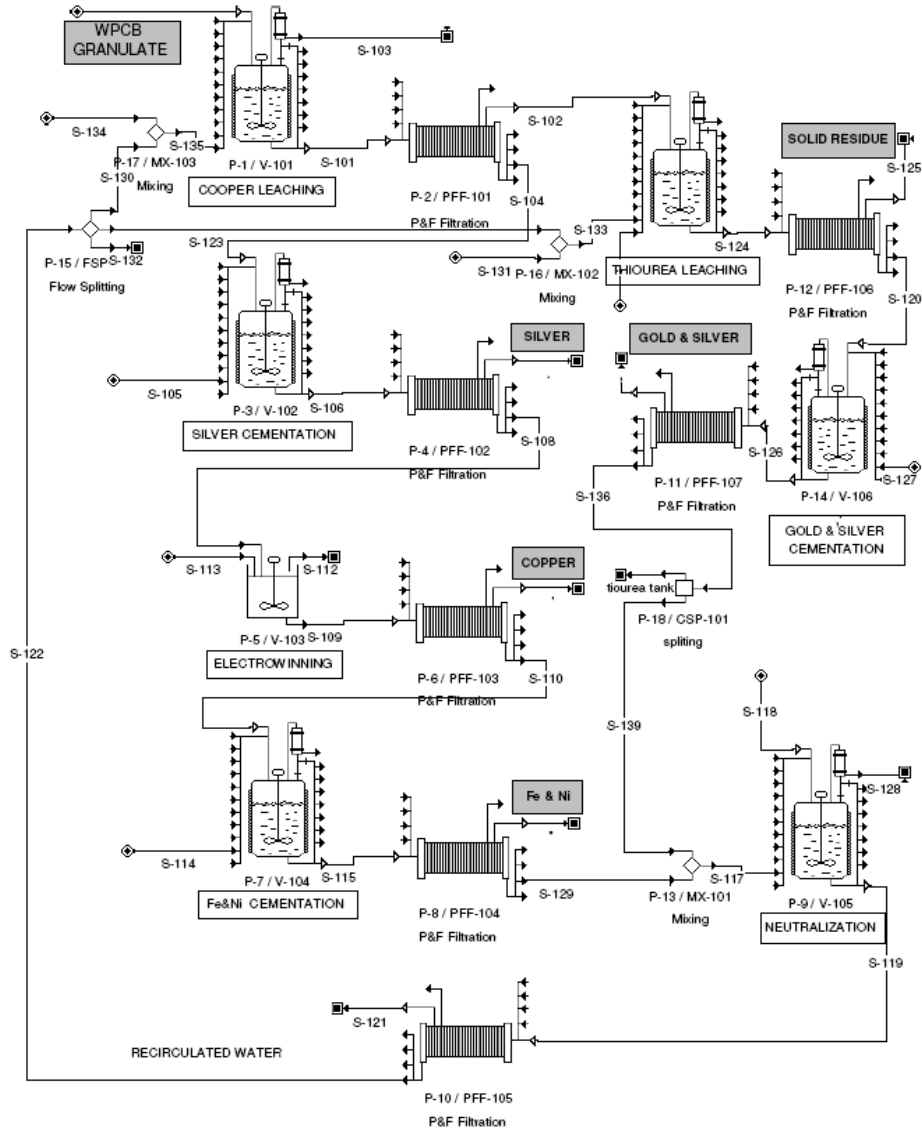 WPCB
GRANULATE
S-103
S-134
S-135
P-17 / MX-103
S-130
Mixing
P-1 / V-101
S-101
COOPER LEACHING
S-102
P-2 / PFF-101
S-104
P&F Filtration
SOLID RESIDUE
S-125
S-133
S-124
THIOUREA LEACHING
P-15 / FSP
S-132
Flow Splitting
S-123
S-131
P-16 / MX-102
Mixing
P-12 / PFF-106
S-120
P&F Filtration
SILVER
GOLD & SILVER
S-105
P-3 / V-102
S-106
SILVER CEMENTATION
P-4 / PFF-102
S-108
P&F Filtration
S-136
P-11 / PFF-107
S-126
P&F Filtration
S-127
P-14 / V-106
GOLD & SILVER
CEMENTATION
S-113
S-112
P-5 / V-103
S-109
ELECTROWINNING
COPPER
P-6 / PFF-103
S-110
P&F Filtration
tiourea tank
P-18 / CSP-101
spliting
S-122
S-139
S-118
S-128
S-114
P-7 / V-104
S-115
Fe&Ni CEMENTATION
Fe & Ni
P-8 / PFF-104
S-129
P&F Filtration
S-117
P-13 / MX-101
Mixing
P-9 / V-105
NEUTRALIZATION
S-119
S-121
RECIRCULATED WATER
P-10 / PFF-105
P&F Filtration